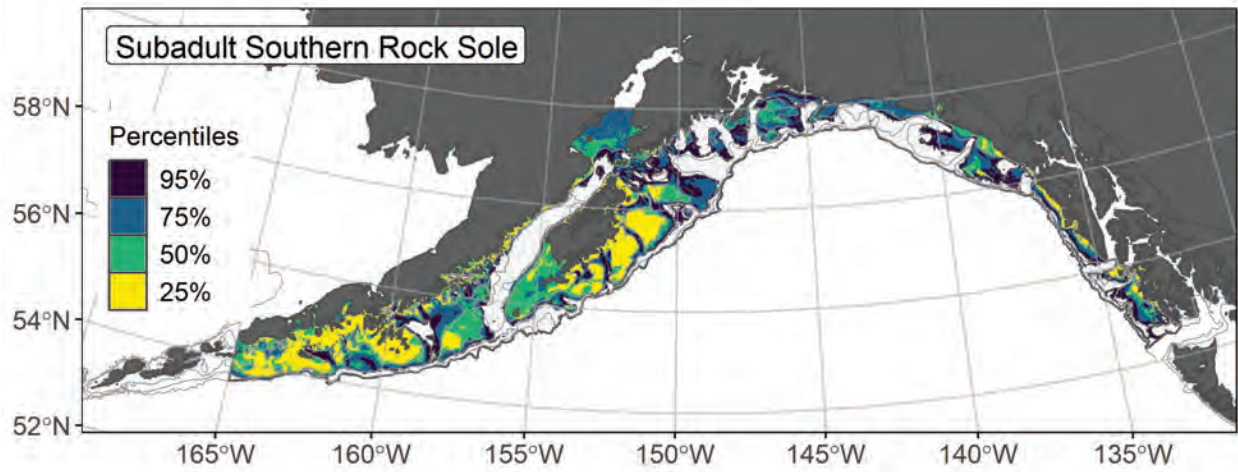 Subadult Southern Rock Sole
58°N
56°N
54°N
52°N
Percentiles
95%
75%
50%
25%
165°W 160°W 155°W 150°W 145°W 140°W 135°W